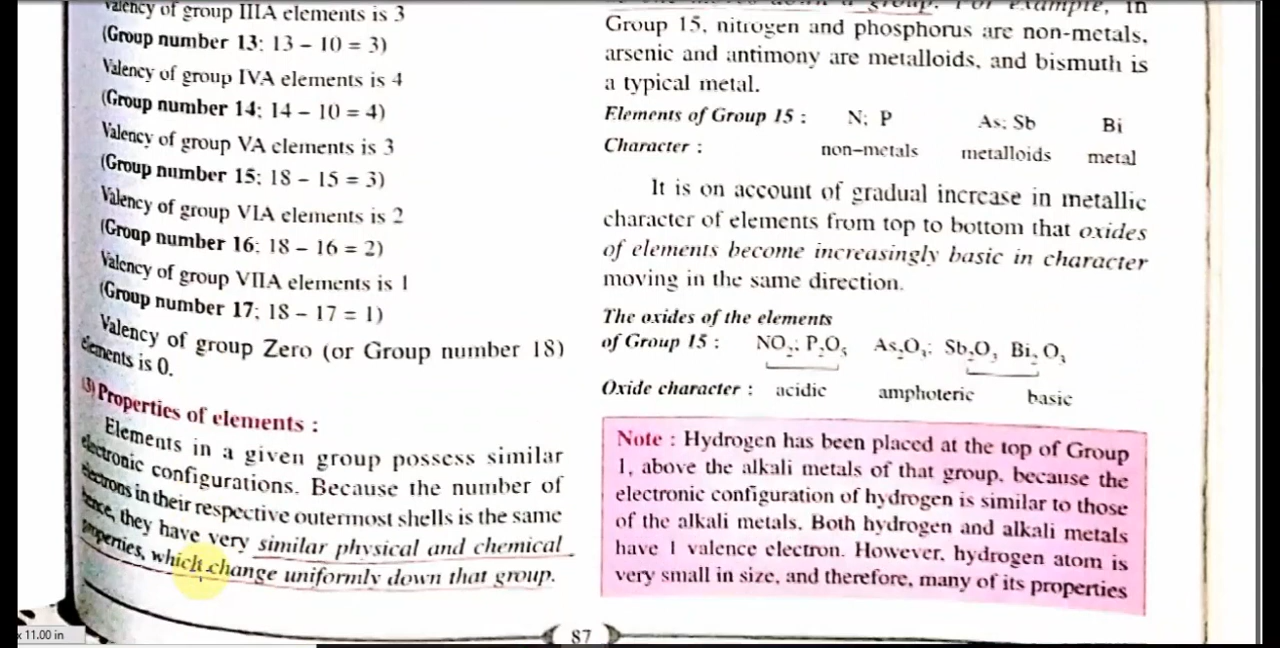 valency of group IIIA elements is 3
(Group number 13: 13 – 10 = 3)
Valency of group IVA elements is 4
(Group number 14: 14 – 10 = 4)
Valency of group VA elements is 3
(Group number 15: 18 – 15 = 3)
Valency of group VIA elements is 2
(Group number 16: 18 – 16 = 2)
Valency of group VIIA elements is 1
(Group number 17: 18 – 17 = 1)
Valency of group Zero (or Group number 18)
elements is 0.
(3) Properties of elements :
Elements in a given group possess similar
electronic configurations. Because the number of
electrons in their respective outermost shells is the same
hence, they have very similar physical and chemical
properties, which change uniformly down that group.
down a group. For example, in
Group 15, nitrogen and phosphorus are non-metals,
arsenic and antimony are metalloids, and bismuth is
a typical metal.
Elements of Group 15 : N; P As; Sb Bi
Character : non-metals metalloids metal
It is on account of gradual increase in metallic
character of elements from top to bottom that oxides
of elements become increasingly basic in character
moving in the same direction.
The oxides of the elements
of Group 15 : NO₂; P₂O₅ As₂O₃; Sb₂O₃ Bi₂O₃
Oxide character : acidic amphoteric basic
Note : Hydrogen has been placed at the top of Group
1, above the alkali metals of that group, because the
electronic configuration of hydrogen is similar to those
of the alkali metals. Both hydrogen and alkali metals
have 1 valence electron. However, hydrogen atom is
very small in size, and therefore, many of its properties
87
x 11.00 in